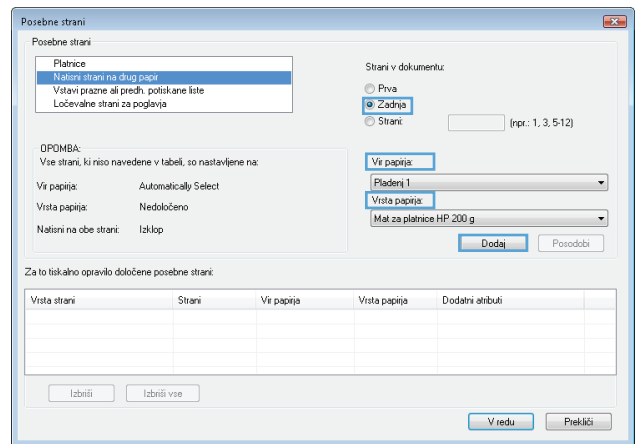 Posebne strani
Posebne strani
Platnice
Natisni strani na drug papir
Vstavi prazne ali predh. potiskane liste
Ločevalne strani za poglavja
Strani v dokumentu:
Prva
Zadnja
Strani: (npr.: 1, 3, 5-12)
OPOMBA:
Vse strani, ki niso navedene v tabeli, so nastavljene na:
Vir papirja: Automatically Select
Vrsta papirja: Nedoločeno
Natisni na obe strani: Izklop
Vir papirja:
Pladenj 1
Vrsta papirja:
Mat za platnice HP 200 g
Dodaj Posodobi
Za to tiskalno opravilo določene posebne strani:
Vrsta strani Strani Vir papirja Vrsta papirja Dodatni atributi
Izbriši Izbriši vse
V redu Prekliči